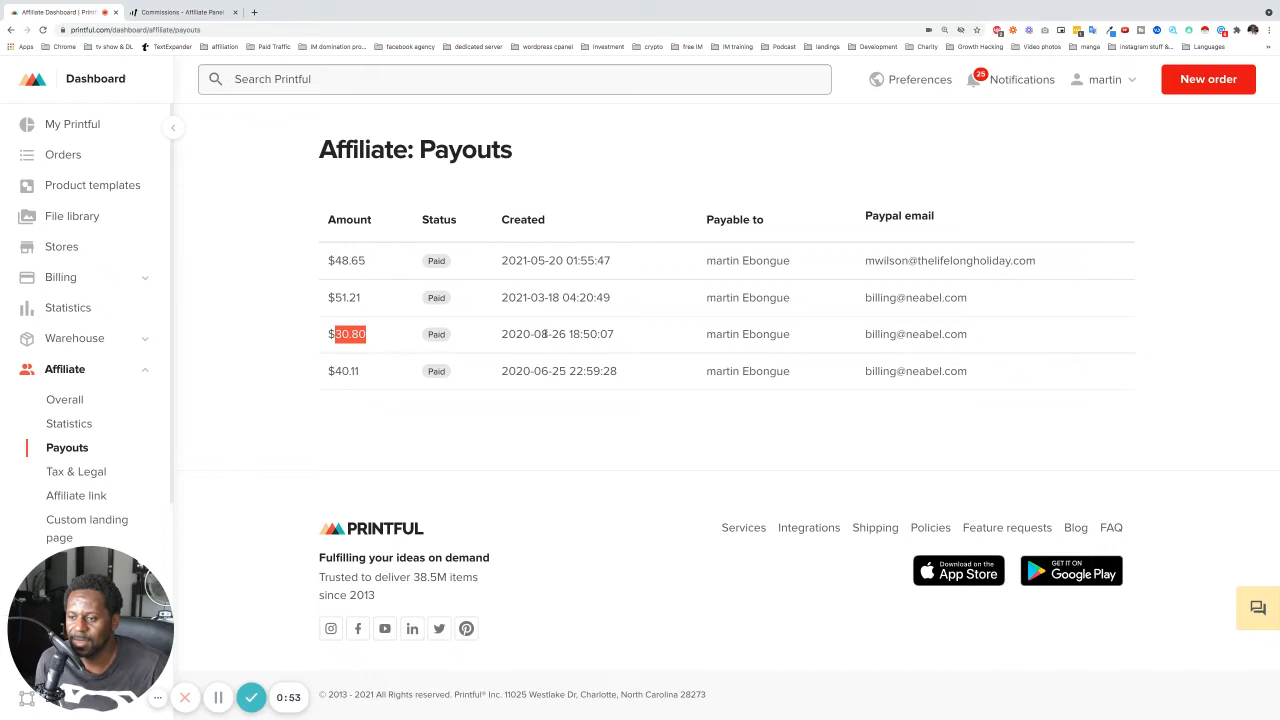 Affiliate Dashboard | Printf
Commissions - Affiliate Panel
printful.com/dashboard/affiliate/payouts
Apps
Chrome
tv show & DL
TextExpander
affiliation
Paid Traffic
IM domination pro...
facebook agency
dedicated server
wordpress cpanel
investment
crypto
free IM
IM training
Podcast
landings
Development
Charity
Growth Hacking
Video photos
manga
instagram stuff &...
Languages
»
Dashboard
Search Printful
Preferences
25
Notifications
martin
New order
My Printful
Orders
Product templates
File library
Stores
Billing
Statistics
Warehouse
Affiliate
Overall
Statistics
Payouts
Tax & Legal
Affiliate link
Custom landing
page
Affiliate: Payouts
Amount Status Created Payable to Paypal email
$48.65 Paid 2021-05-20 01:55:47 martin Ebongue mwilson@thelifelongholiday.com
$51.21 Paid 2021-03-18 04:20:49 martin Ebongue billing@neabel.com
$30.80 Paid 2020-08-26 18:50:07 martin Ebongue billing@neabel.com
$40.11 Paid 2020-06-25 22:59:28 martin Ebongue billing@neabel.com
PRINTFUL
Services Integrations Shipping Policies Feature requests Blog FAQ
Fulfilling your ideas on demand
Trusted to deliver 38.5M items
since 2013
Download on the
App Store
GET IT ON
Google Play
0:53
© 2013 - 2021 All Rights reserved. Printful® Inc. 11025 Westlake Dr, Charlotte, North Carolina 28273